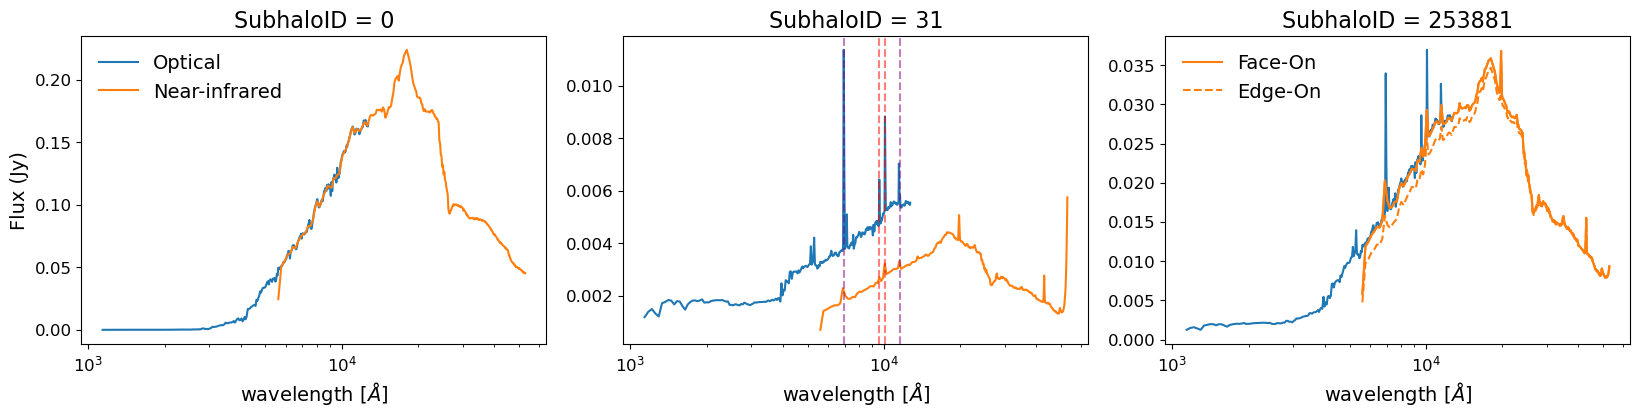 SubhaloID = 0
Flux (Jy)
0.20
0.15
0.10
0.05
0.00
Optical
Near-infrared
10³
10⁴
wavelength [Å]
SubhaloID = 31
0.010
0.008
0.006
0.004
0.002
10³
10⁴
wavelength [Å]
SubhaloID = 253881
0.035
0.030
0.025
0.020
0.015
0.010
0.005
0.000
Face-On
Edge-On
10³
10⁴
wavelength [Å]